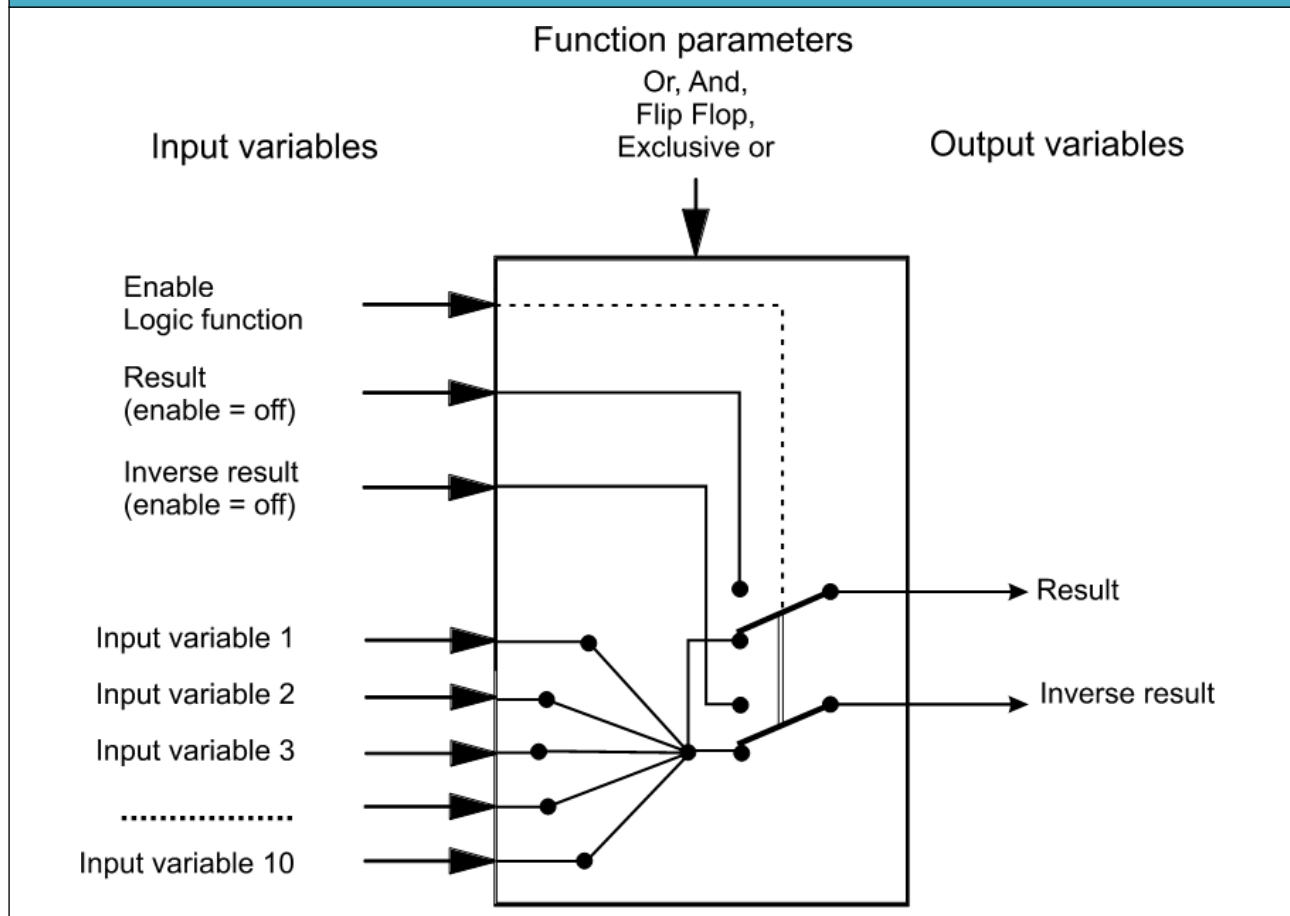 Function parameters
Or, And,
Flip Flop,
Exclusive or
Input variables
Output variables
Enable
Logic function
Result
(enable = off)
Inverse result
(enable = off)
Input variable 1
Input variable 2
Input variable 3
..................
Input variable 10
Result
Inverse result